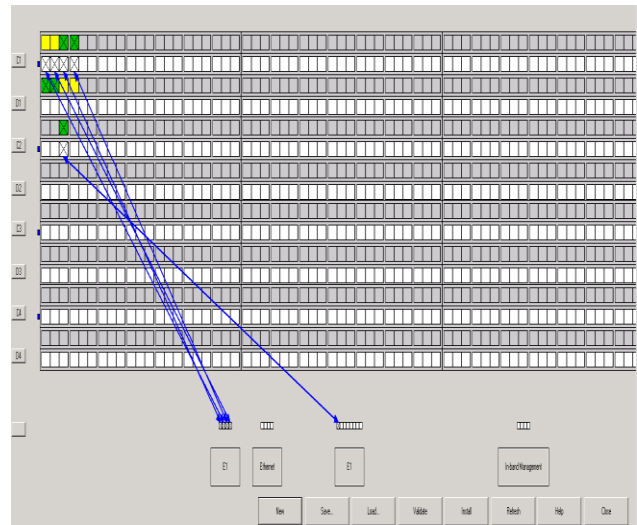 C1
D1
C2
D2
C3
D3
C4
D4
E1 Ethernet E1 In-band Management
New Save... Load... Validate Install Refresh Help Close